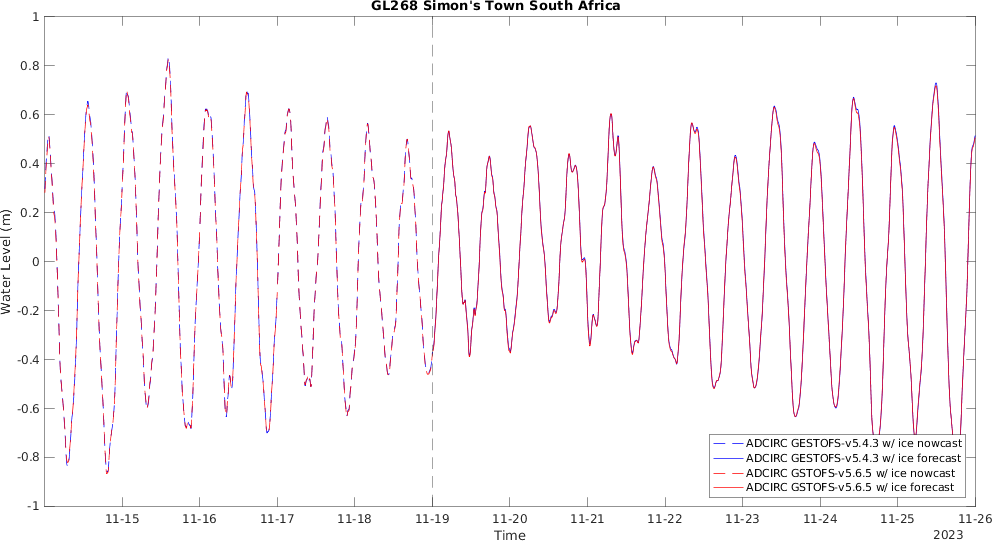 GL268 Simon's Town South Africa
1
0.8
0.6
0.4
0.2
0
-0.2
-0.4
-0.6
-0.8
-1
Water Level (m)
11-15 11-16 11-17 11-18 11-19 11-20 11-21 11-22 11-23 11-24 11-25 11-26
Time
2023
ADCIRC GESTOFS-v5.4.3 w/ ice nowcast
ADCIRC GESTOFS-v5.4.3 w/ ice forecast
ADCIRC GSTOFS-v5.6.5 w/ ice nowcast
ADCIRC GSTOFS-v5.6.5 w/ ice forecast